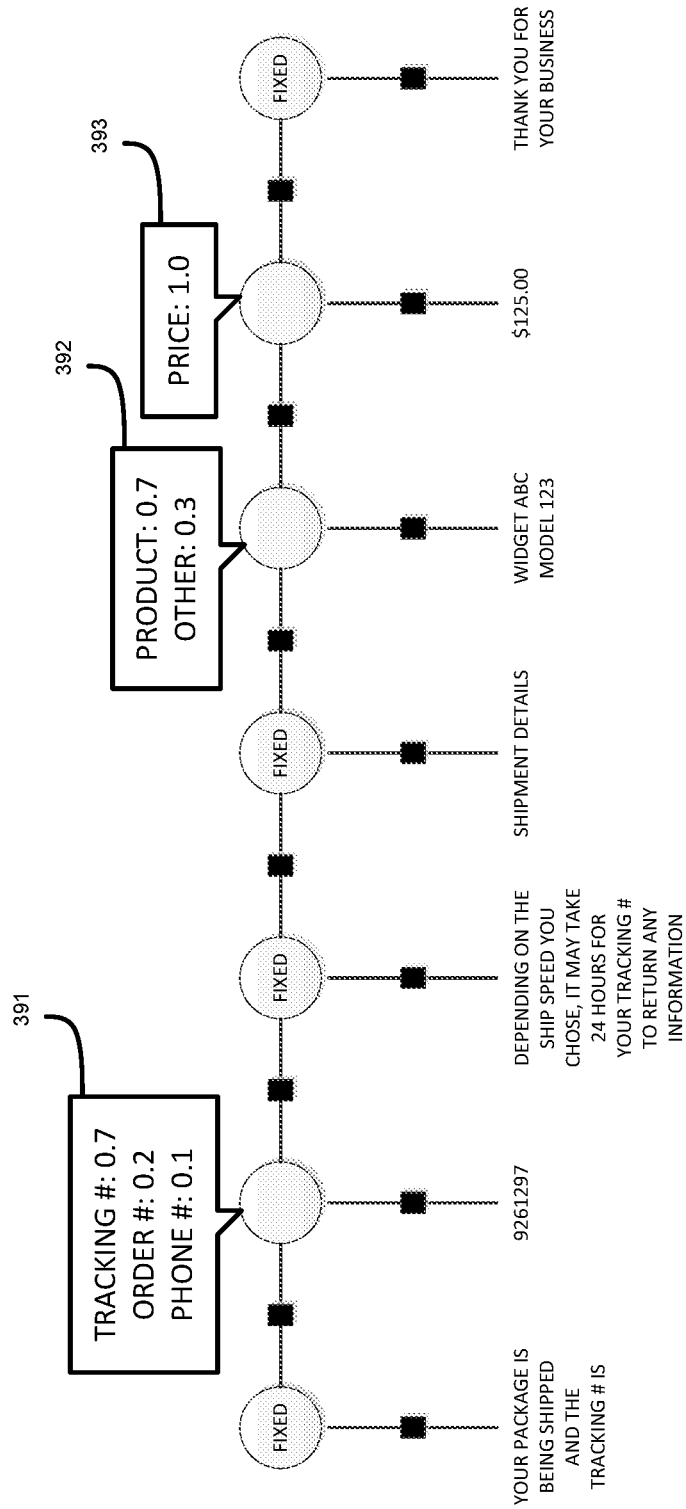 391
TRACKING #: 0.7
ORDER #: 0.2
PHONE #: 0.1
392
PRODUCT: 0.7
OTHER: 0.3
393
PRICE: 1.0
FIXED
FIXED
FIXED
FIXED
YOUR PACKAGE IS
BEING SHIPPED
AND THE
TRACKING # IS
9261297
DEPENDING ON THE
SHIP SPEED YOU
CHOSE, IT MAY TAKE
24 HOURS FOR
YOUR TRACKING #
TO RETURN ANY
INFORMATION
SHIPMENT DETAILS
WIDGET ABC
MODEL 123
$125.00
THANK YOU FOR
YOUR BUSINESS